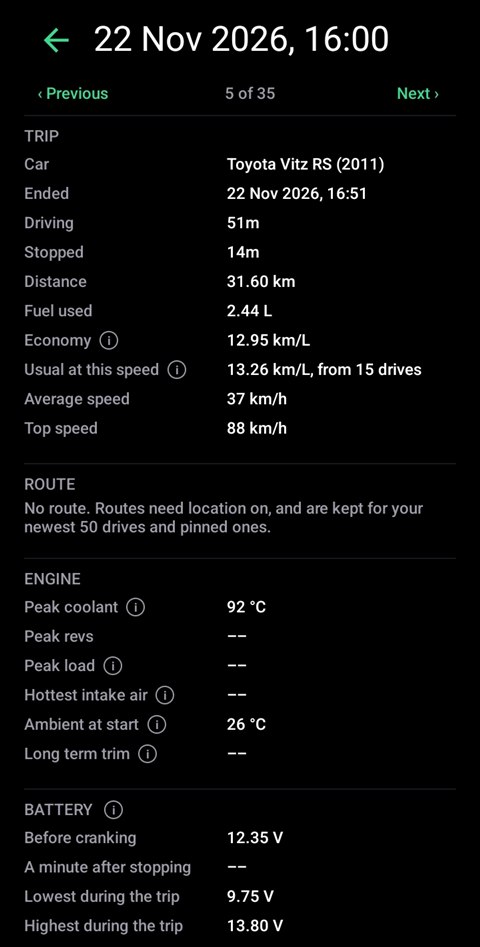 22 Nov 2026, 16:00
‹ Previous 5 of 35 Next ›
TRIP
Car Toyota Vitz RS (2011)
Ended 22 Nov 2026, 16:51
Driving 51m
Stopped 14m
Distance 31.60 km
Fuel used 2.44 L
Economy 12.95 km/L
Usual at this speed 13.26 km/L, from 15 drives
Average speed 37 km/h
Top speed 88 km/h
ROUTE
No route. Routes need location on, and are kept for your
newest 50 drives and pinned ones.
ENGINE
Peak coolant 92 °C
Peak revs --
Peak load --
Hottest intake air --
Ambient at start 26 °C
Long term trim --
BATTERY
Before cranking 12.35 V
A minute after stopping --
Lowest during the trip 9.75 V
Highest during the trip 13.80 V